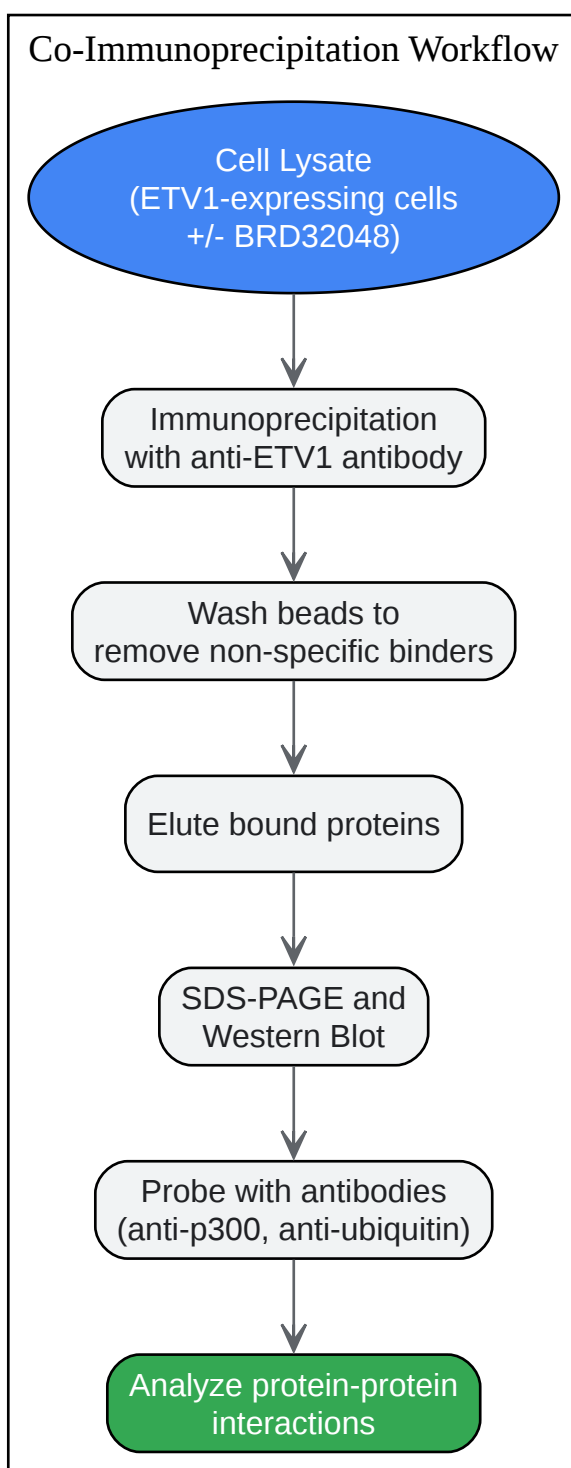 Co-Immunoprecipitation Workflow
Cell Lysate
(ETV1-expressing cells
+/- BRD32048)
Immunoprecipitation
with anti-ETV1 antibody
Wash beads to
remove non-specific binders
Elute bound proteins
SDS-PAGE and
Western Blot
Probe with antibodies
(anti-p300, anti-ubiquitin)
Analyze protein-protein
interactions